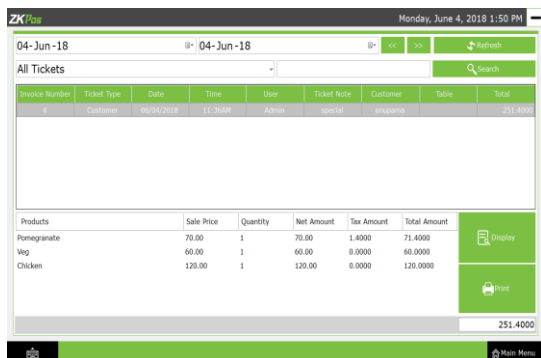 ZKPos Monday, June 4, 2018 1:50 PM
04-Jun-18 04-Jun-18 << >> Refresh
All Tickets Search
Invoice Number Ticket Type Date Time User Ticket Note Customer Table Total
4 Customer 06/04/2018 11:36AM Admin special anupama 251.4000
Products Sale Price Quantity Net Amount Tax Amount Total Amount
Pomegranate 70.00 1 70.00 1.4000 71.4000
Veg 60.00 1 60.00 0.0000 60.0000
Chicken 120.00 1 120.00 0.0000 120.0000
Display
Print
251.4000
Main Menu